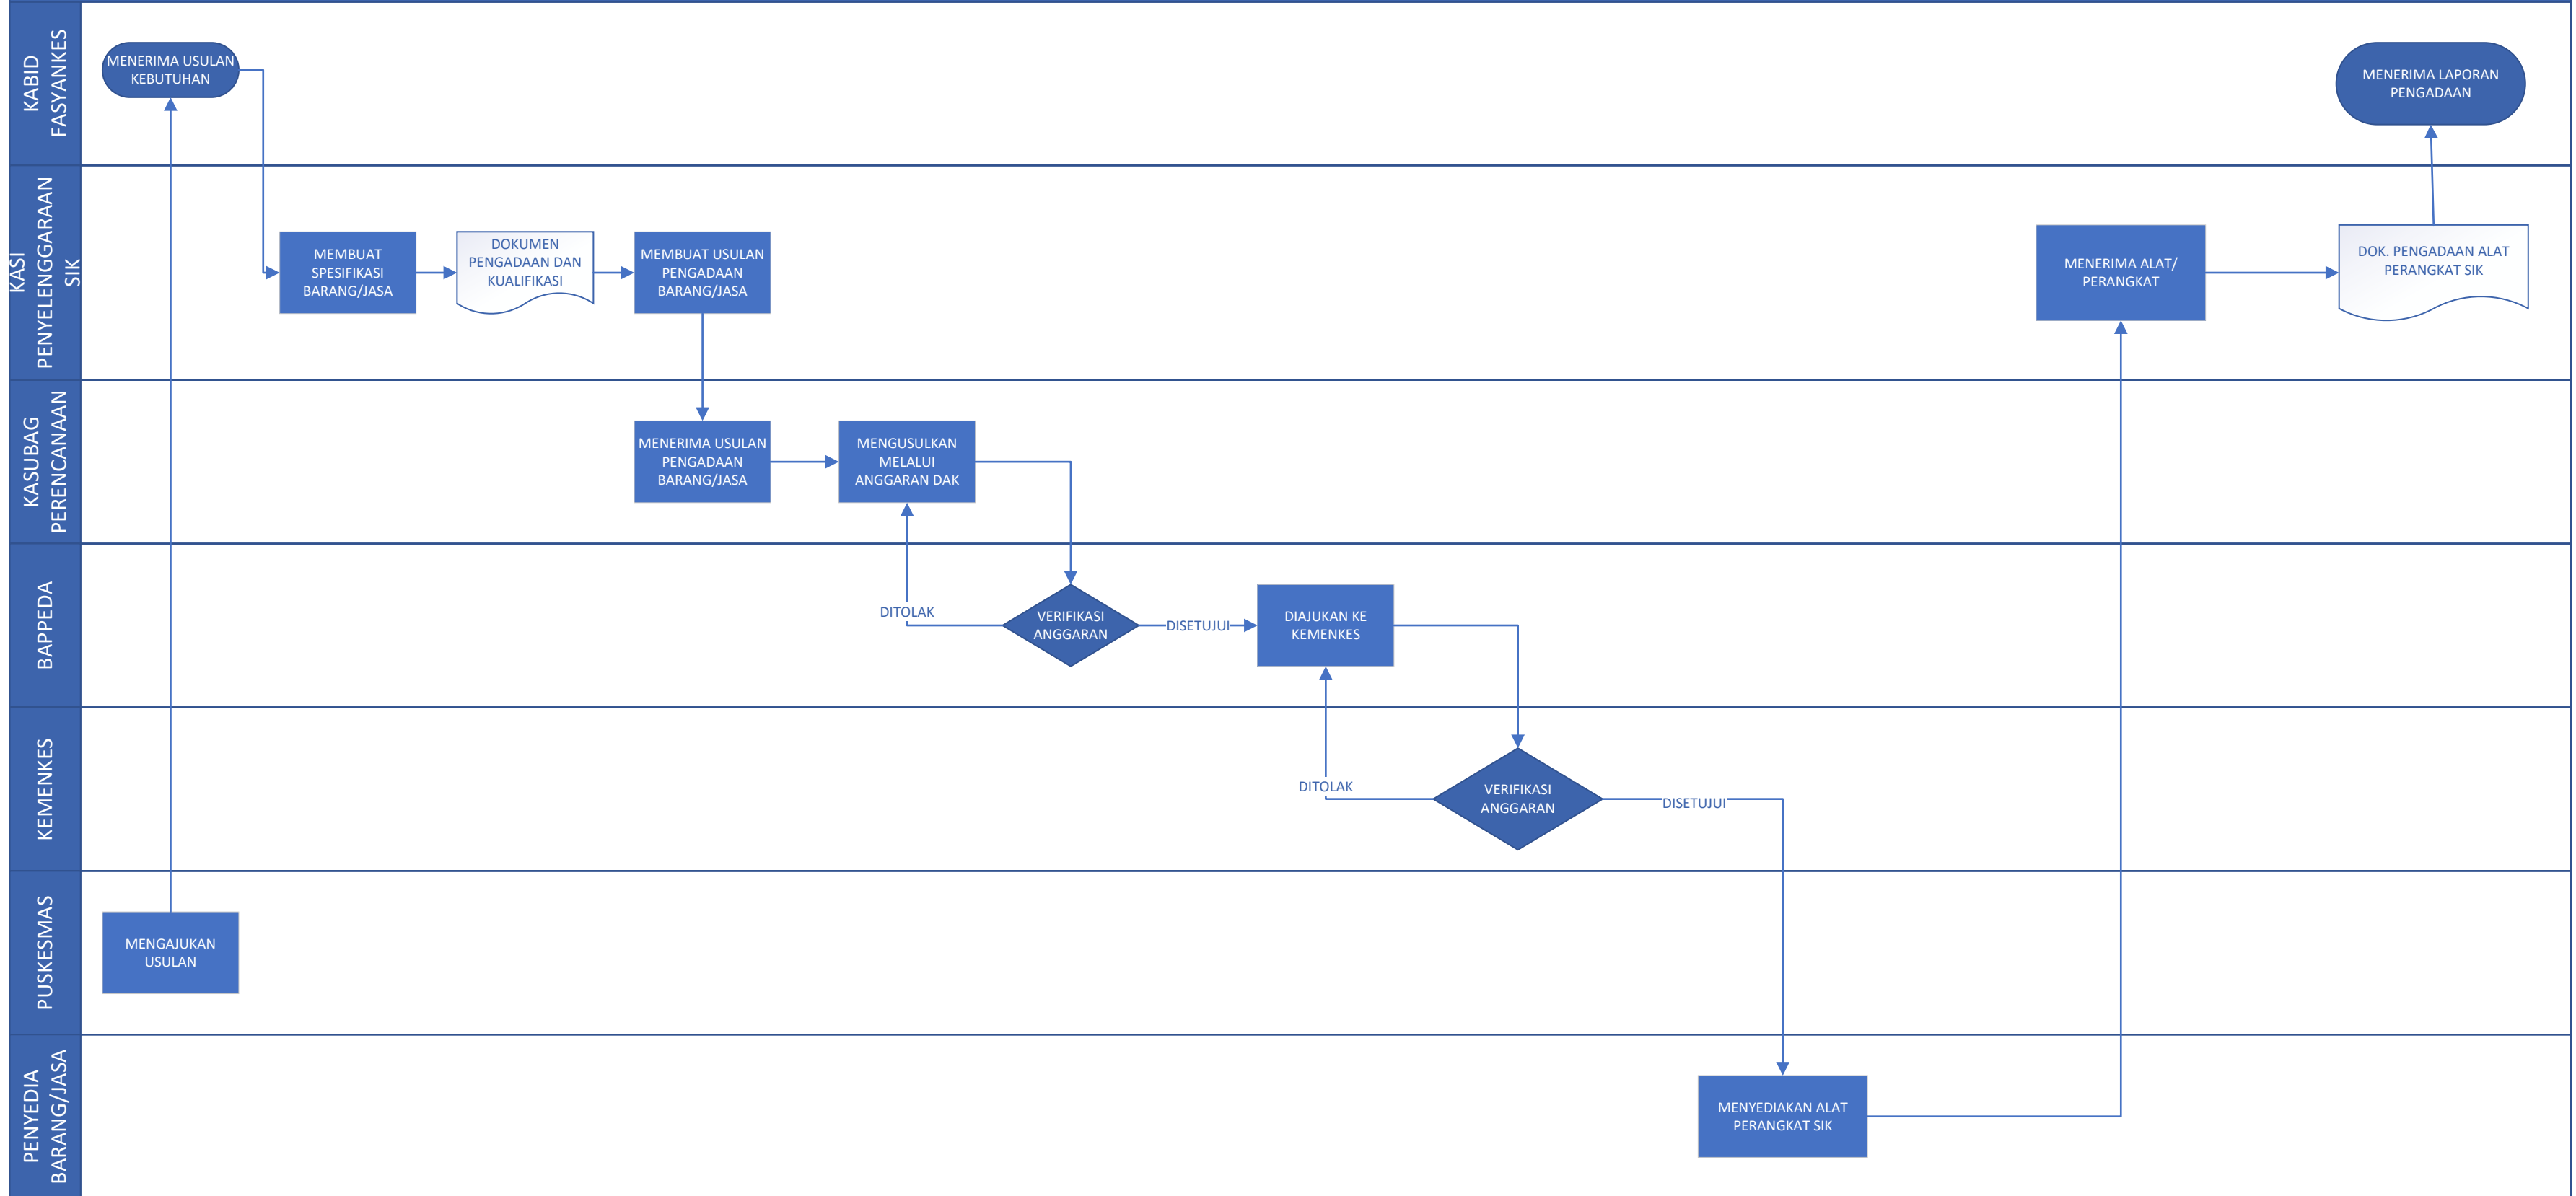 KABID
FASYANKES
MENERIMA USULAN
KEBUTUHAN
MENERIMA LAPORAN
PENGADAAN
KASI
PENYELENGGARAAN
SIK
MEMBUAT
SPESIFIKASI
BARANG/JASA
DOKUMEN
PENGADAAN DAN
KUALIFIKASI
MEMBUAT USULAN
PENGADAAN
BARANG/JASA
MENERIMA ALAT/
PERANGKAT
DOK. PENGADAAN ALAT
PERANGKAT SIK
KASUBAG
PERENCANAAN
MENERIMA USULAN
PENGADAAN
BARANG/JASA
MENGUSULKAN
MELALUI
ANGGARAN DAK
BAPPEDA
DITOLAK
VERIFIKASI
ANGGARAN
DISETUJUI
DIAJUKAN KE
KEMENKES
KEMENKES
DITOLAK
VERIFIKASI
ANGGARAN
DISETUJUI
PUSKESMAS
MENGAJUKAN
USULAN
PENYEDIA
BARANG/JASA
MENYEDIAKAN ALAT
PERANGKAT SIK